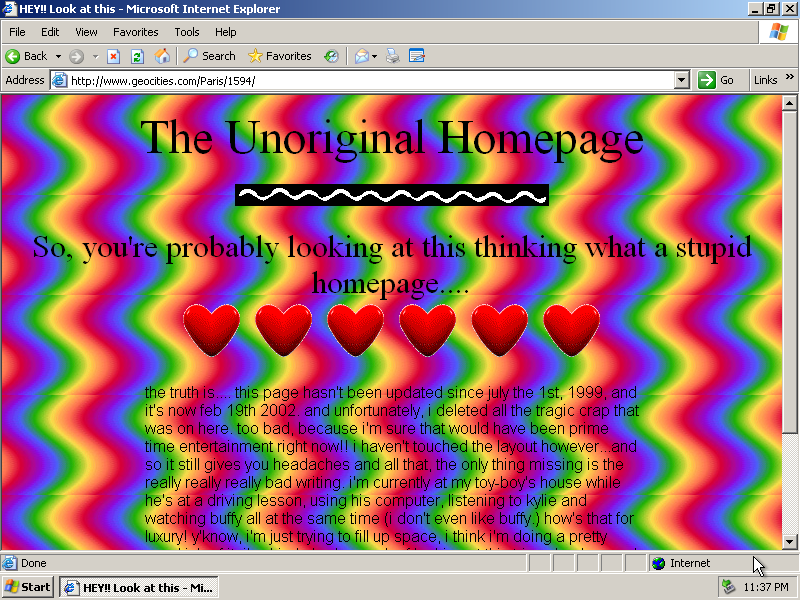 HEY!! Look at this - Microsoft Internet Explorer
File Edit View Favorites Tools Help
Back Search Favorites
Address http://www.geocities.com/Paris/1594/ Go Links »
The Unoriginal Homepage
So, you're probably looking at this thinking what a stupid
homepage....
the truth is.... this page hasn't been updated since july the 1st, 1999, and
it's now feb 19th 2002. and unfortunately, i deleted all the tragic crap that
was on here. too bad, because i'm sure that would have been prime
time entertainment right now!! i haven't touched the layout however...and
so it still gives you headaches and all that, the only thing missing is the
really really really bad writing. i'm currently at my toy-boy's house while
he's at a driving lesson, using his computer, listening to kylie and
watching buffy all at the same time (i don't even like buffy.) how's that for
luxury! y'know, i'm just trying to fill up space, i think i'm doing a pretty
Done Internet
Start HEY!! Look at this - Mi... 11:37 PM